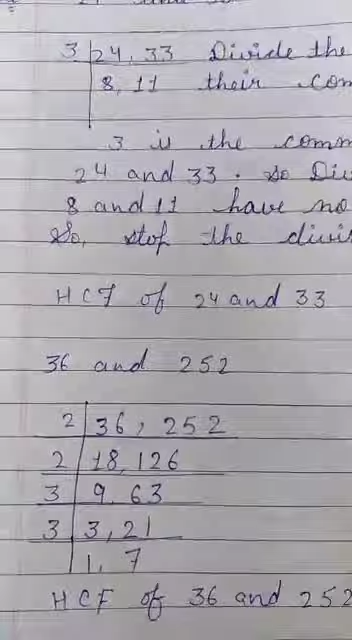 3 | 24, 33 Divide the
8, 11 their com
3 is the comm
24 and 33. so Div
8 and 11 have no
So, stop the divi
HCF of 24 and 33
36 and 252
2 | 36, 252
2 | 18, 126
3 | 9, 63
3 | 3, 21
1, 7
HCF of 36 and 252